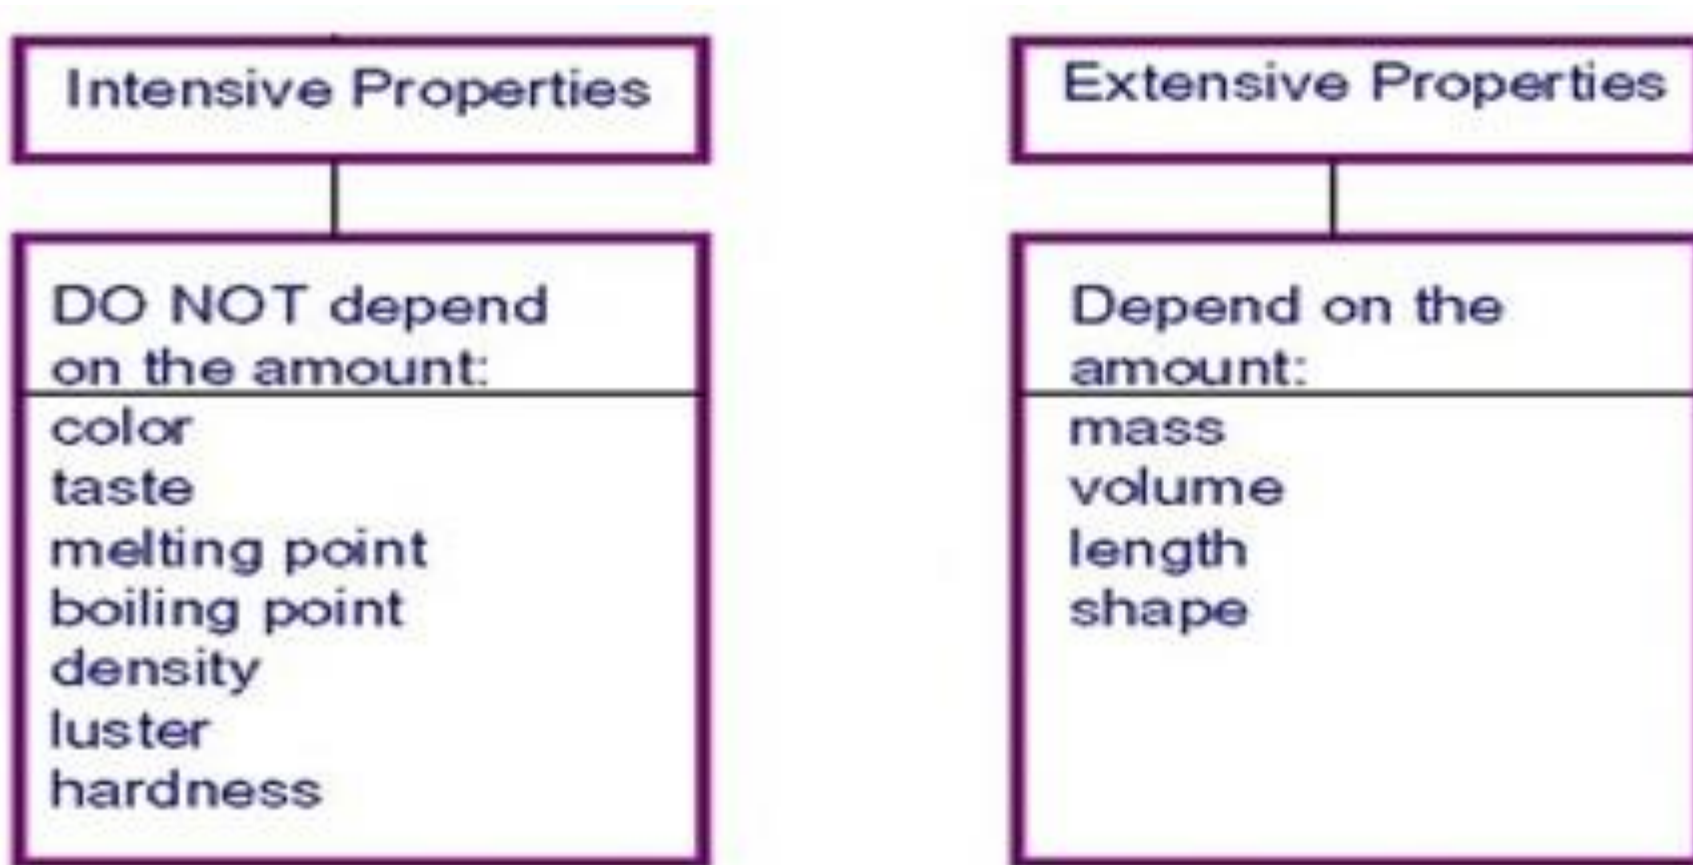 Intensive Properties
DO NOT depend
on the amount:
color
taste
melting point
boiling point
density
luster
hardness
Extensive Properties
Depend on the
amount:
mass
volume
length
shape